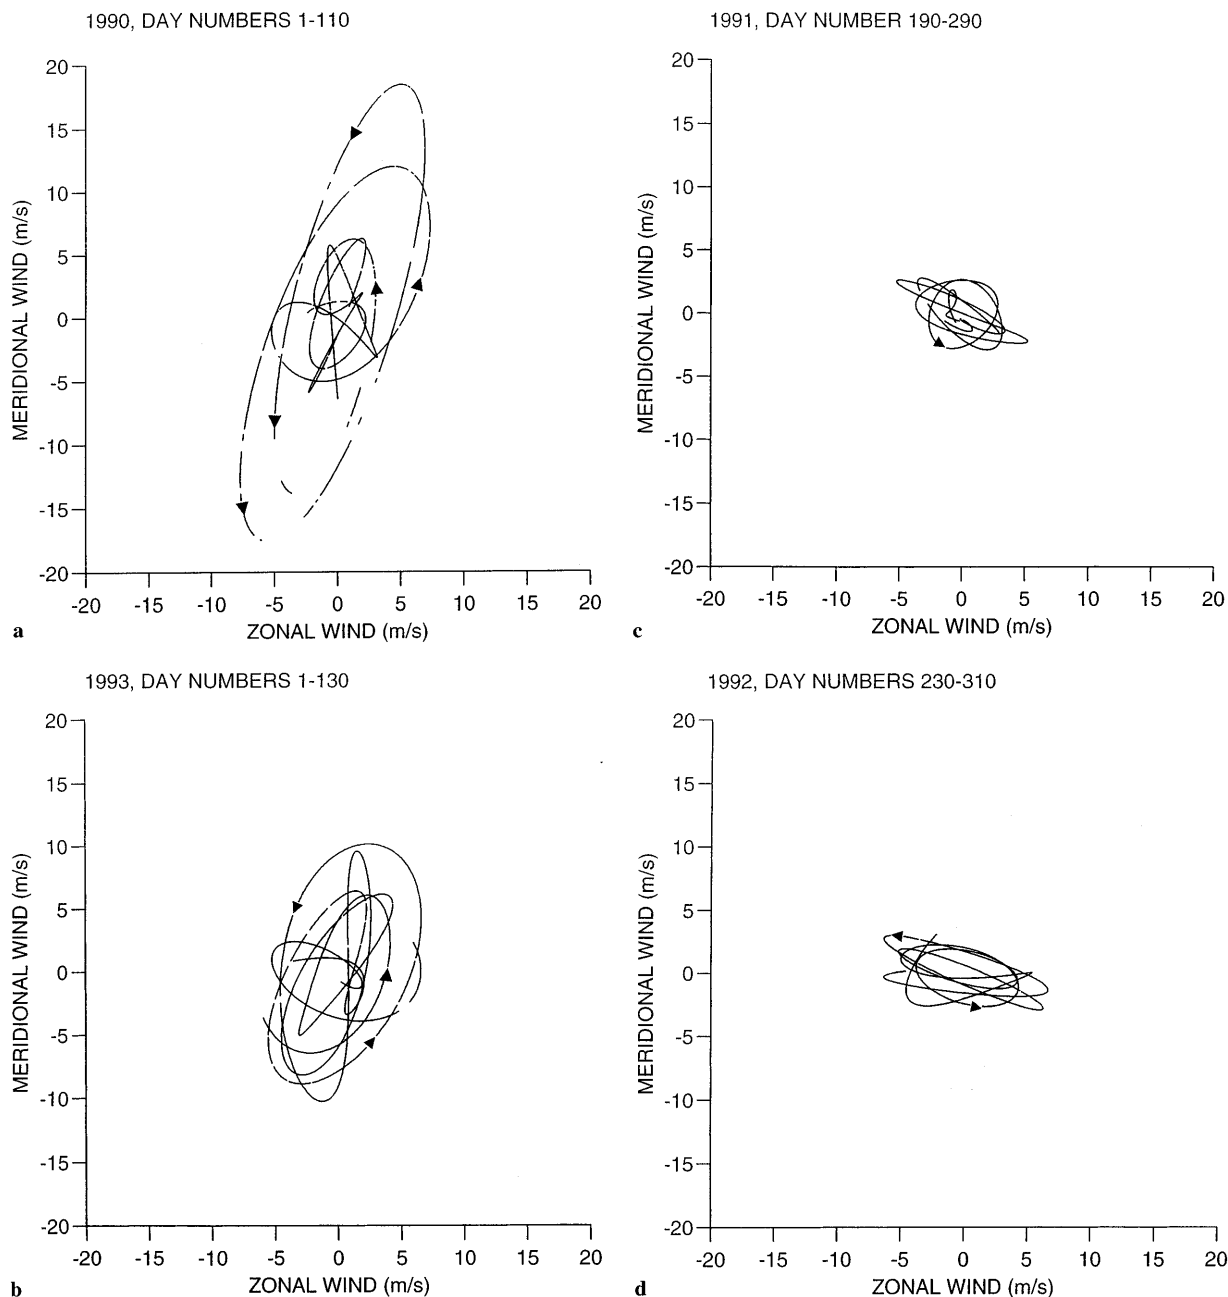 1990, DAY NUMBERS 1-110
20
15
10
5
0
-5
-10
-15
-20
MERIDIONAL WIND (m/s)
-20 -15 -10 -5 0 5 10 15 20
ZONAL WIND (m/s)
a
1991, DAY NUMBER 190-290
20
15
10
5
0
-5
-10
-15
-20
MERIDIONAL WIND (m/s)
-20 -15 -10 -5 0 5 10 15 20
ZONAL WIND (m/s)
c
1993, DAY NUMBERS 1-130
20
15
10
5
0
-5
-10
-15
-20
MERIDIONAL WIND (m/s)
-20 -15 -10 -5 0 5 10 15 20
ZONAL WIND (m/s)
b
1992, DAY NUMBERS 230-310
20
15
10
5
0
-5
-10
-15
-20
MERIDIONAL WIND (m/s)
-20 -15 -10 -5 0 5 10 15 20
ZONAL WIND (m/s)
d